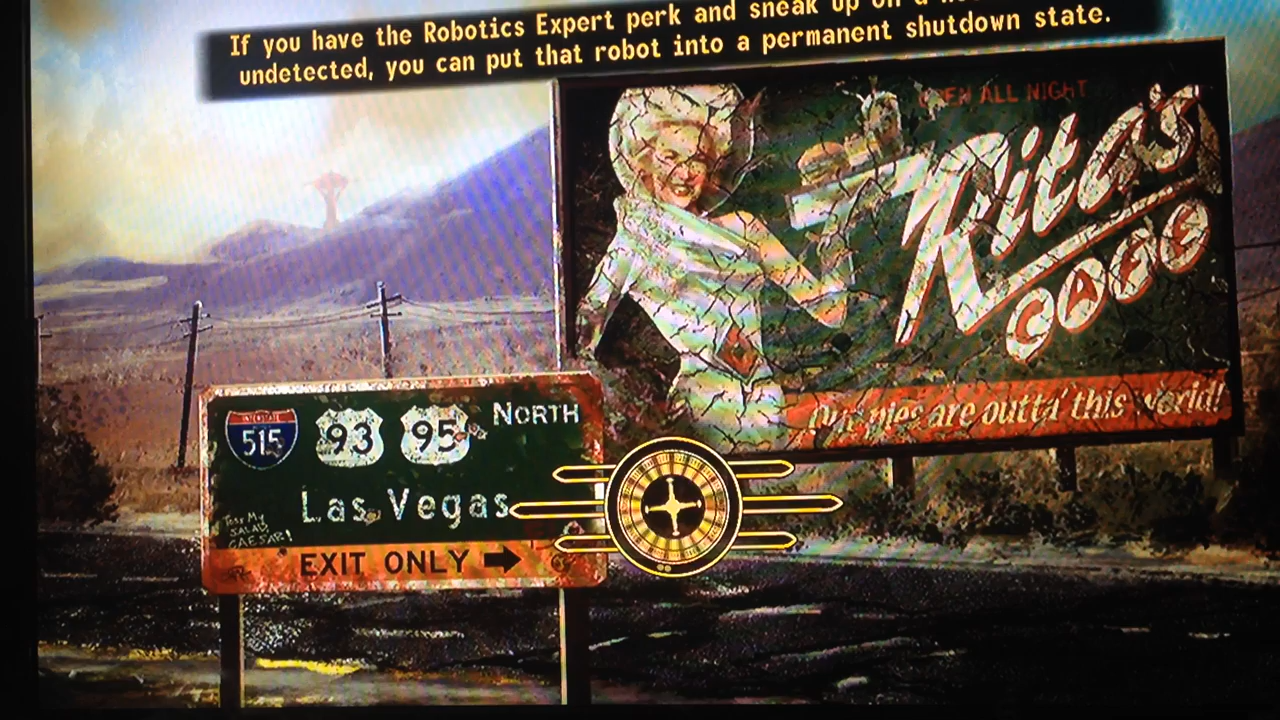 If you have the Robotics Expert perk and sneak up on a
undetected, you can put that robot into a permanent shutdown state.
OPEN ALL NIGHT
Rita's
CAFE
Our pies are outta' this world!
INTERSTATE
515
93
95
NORTH
Las Vegas
TOSS MY
SALAD
CAESAR!
EXIT ONLY